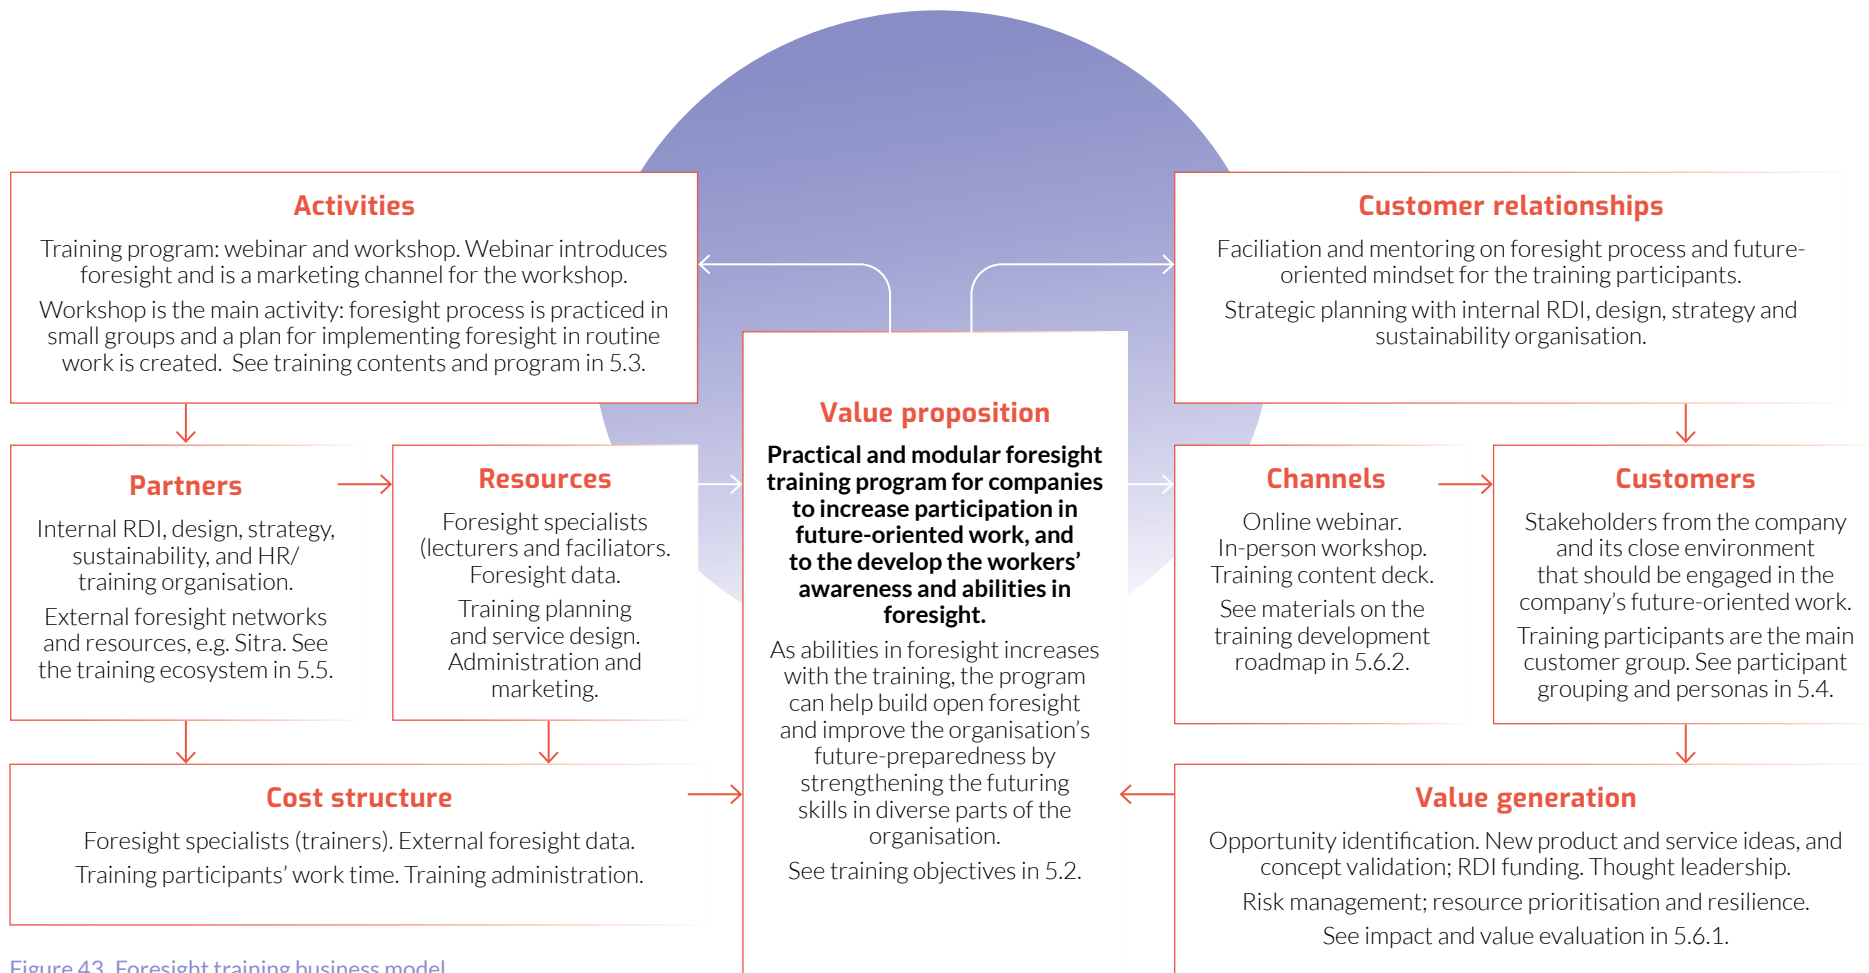 Activities
Training program: webinar and workshop. Webinar introduces
foresight and is a marketing channel for the workshop.
Workshop is the main activity: foresight process is practiced in
small groups and a plan for implementing foresight in routine
work is created. See training contents and program in 5.3.
Customer relationships
Faciliation and mentoring on foresight process and future-
oriented mindset for the training participants.
Strategic planning with internal RDI, design, strategy and
sustainability organisation.
Partners
Internal RDI, design, strategy,
sustainability, and HR/
training organisation.
External foresight networks
and resources, e.g. Sitra. See
the training ecosystem in 5.5.
Resources
Foresight specialists
(lecturers and faciliators.
Foresight data.
Training planning
and service design.
Administration and
marketing.
Value proposition
Practical and modular foresight
training program for companies
to increase participation in
future-oriented work, and
to the develop the workers’
awareness and abilities in
foresight.
As abilities in foresight increases
with the training, the program
can help build open foresight
and improve the organisation’s
future-preparedness by
strengthening the futuring
skills in diverse parts of the
organisation.
See training objectives in 5.2.
Channels
Online webinar.
In-person workshop.
Training content deck.
See materials on the
training development
roadmap in 5.6.2.
Customers
Stakeholders from the company
and its close environment
that should be engaged in the
company’s future-oriented work.
Training participants are the main
customer group. See participant
grouping and personas in 5.4.
Cost structure
Foresight specialists (trainers). External foresight data.
Training participants’ work time. Training administration.
Value generation
Opportunity identification. New product and service ideas, and
concept validation; RDI funding. Thought leadership.
Risk management; resource prioritisation and resilience.
See impact and value evaluation in 5.6.1.
Figure 43. Foresight training business model